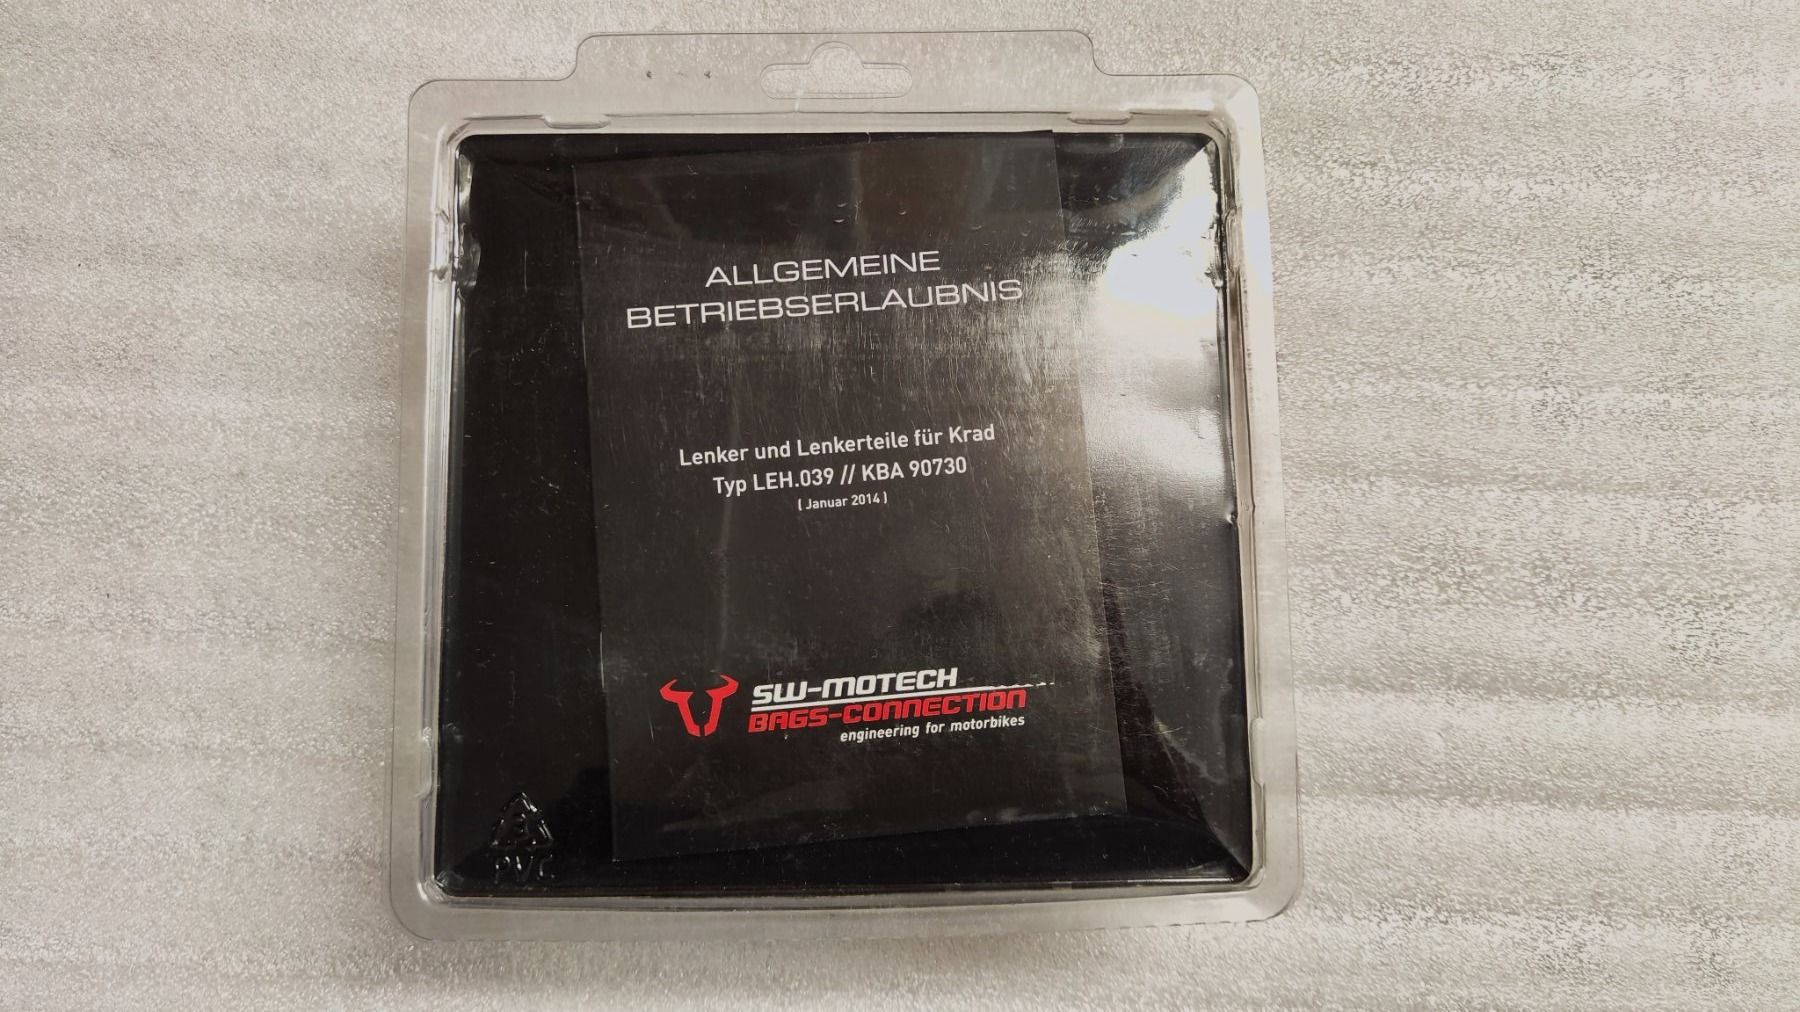 ALLGEMEINE
BETRIEBSERLAUBNIS
Lenker und Lenkerteile für Krad
Typ LEH.039 // KBA 90730
( Januar 2014 )
SW-MOTECH
BAGS-CONNECTION
engineering for motorbikes
PVC